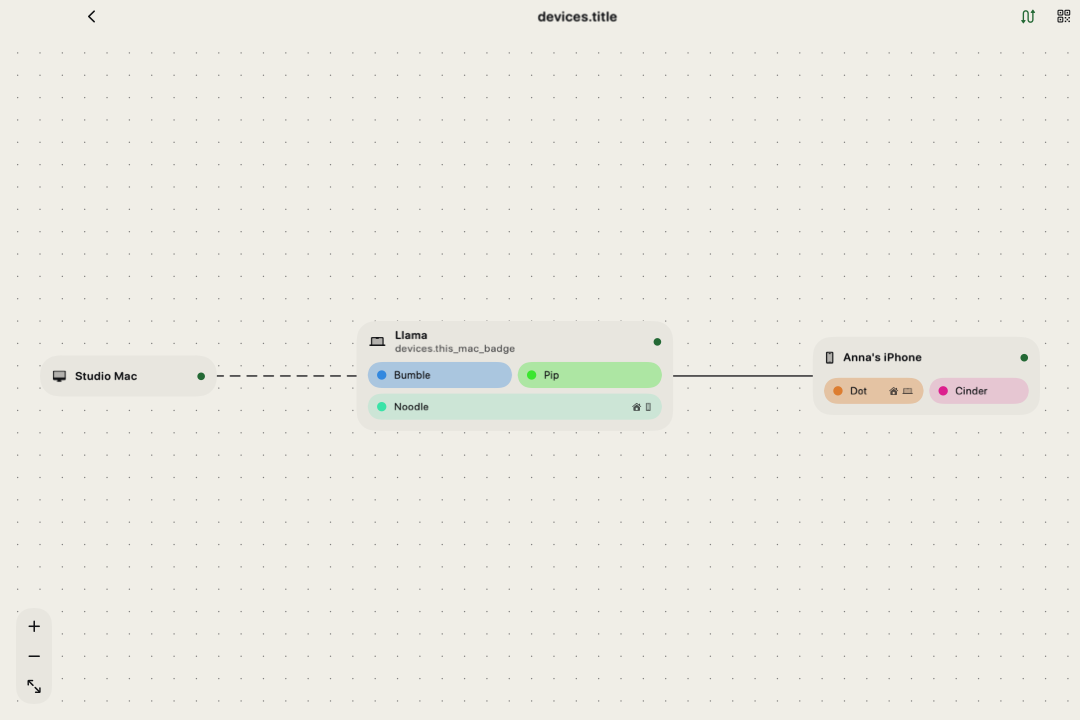 devices.title
Studio Mac
Llama
devices.this_mac_badge
Bumble
Pip
Noodle
Anna's iPhone
Dot
Cinder